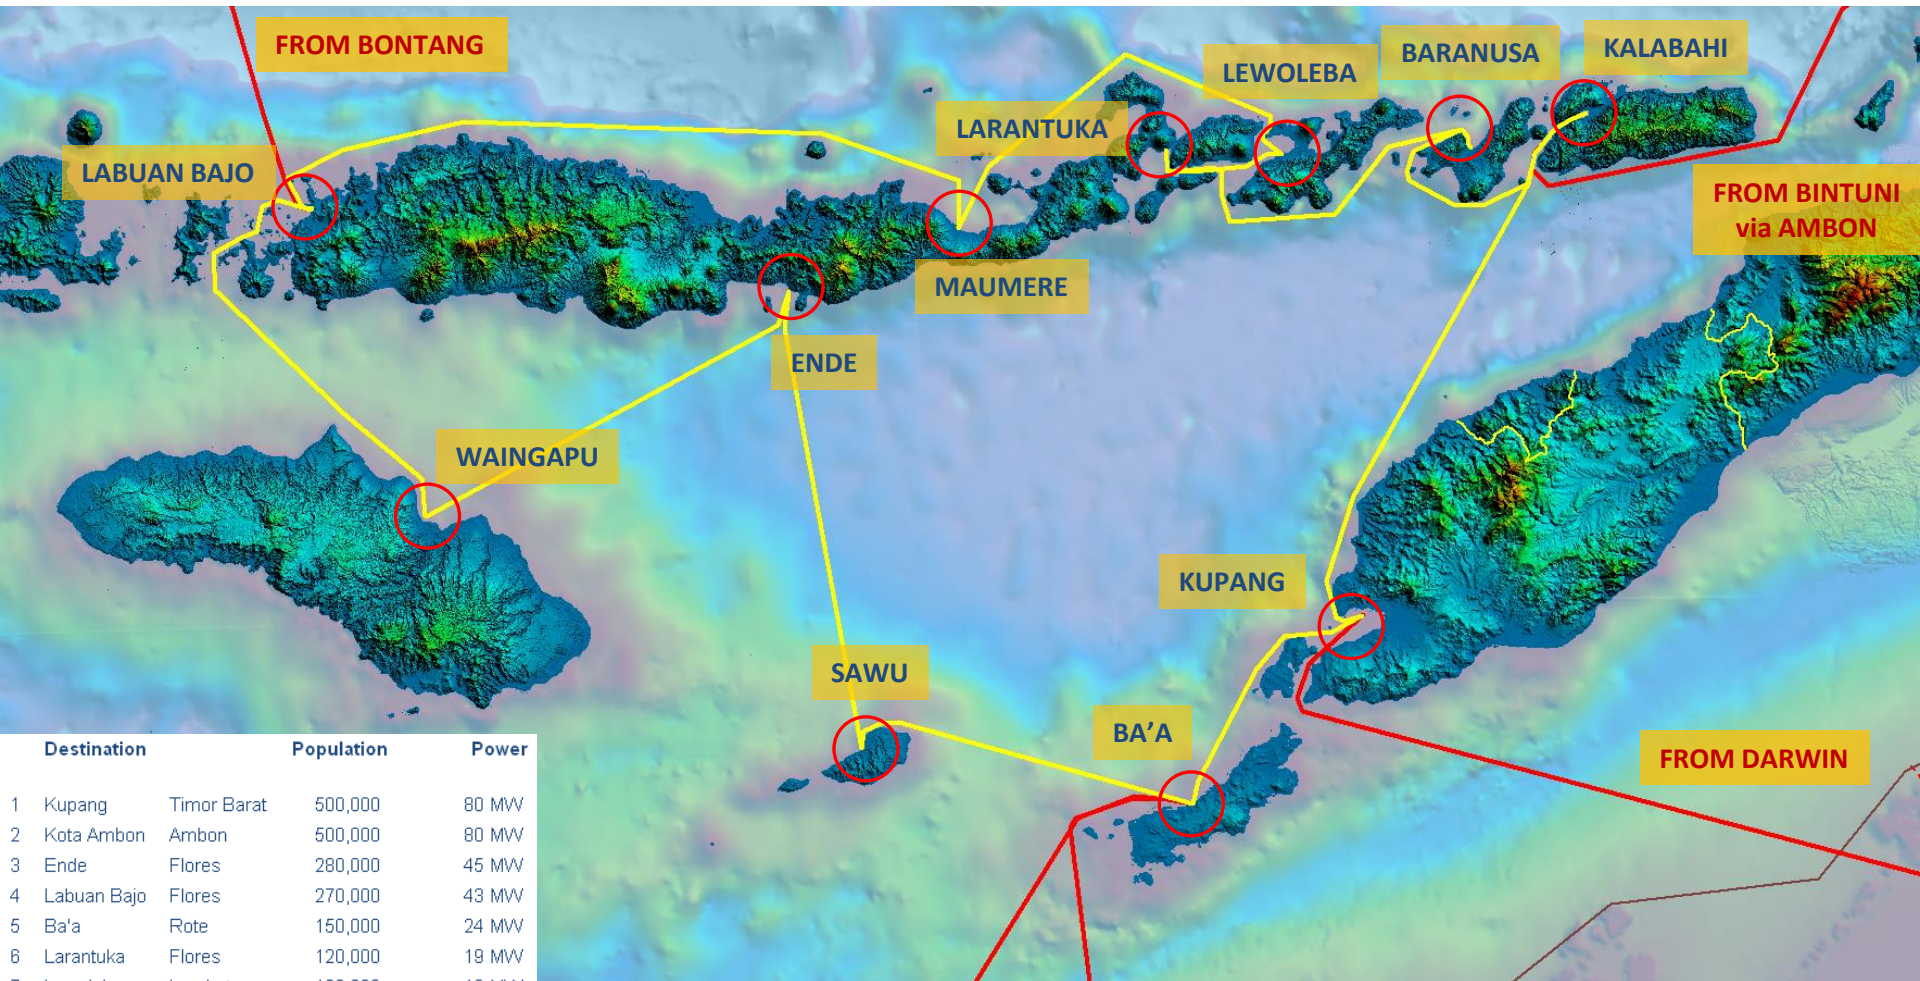 FROM BONTANG
BARANUSA
KALABAHI
LEWOLEBA
LARANTUKA
LABUAN BAJO
FROM BINTUNI
via AMBON
MAUMERE
ENDE
WAINGAPU
KUPANG
SAWU
BA’A
FROM DARWIN
Destination Population Power
1 Kupang Timor Barat 500,000 80 MW
2 Kota Ambon Ambon 500,000 80 MW
3 Ende Flores 280,000 45 MW
4 Labuan Bajo Flores 270,000 43 MW
5 Ba'a Rote 150,000 24 MW
6 Larantuka Flores 120,000 19 MW